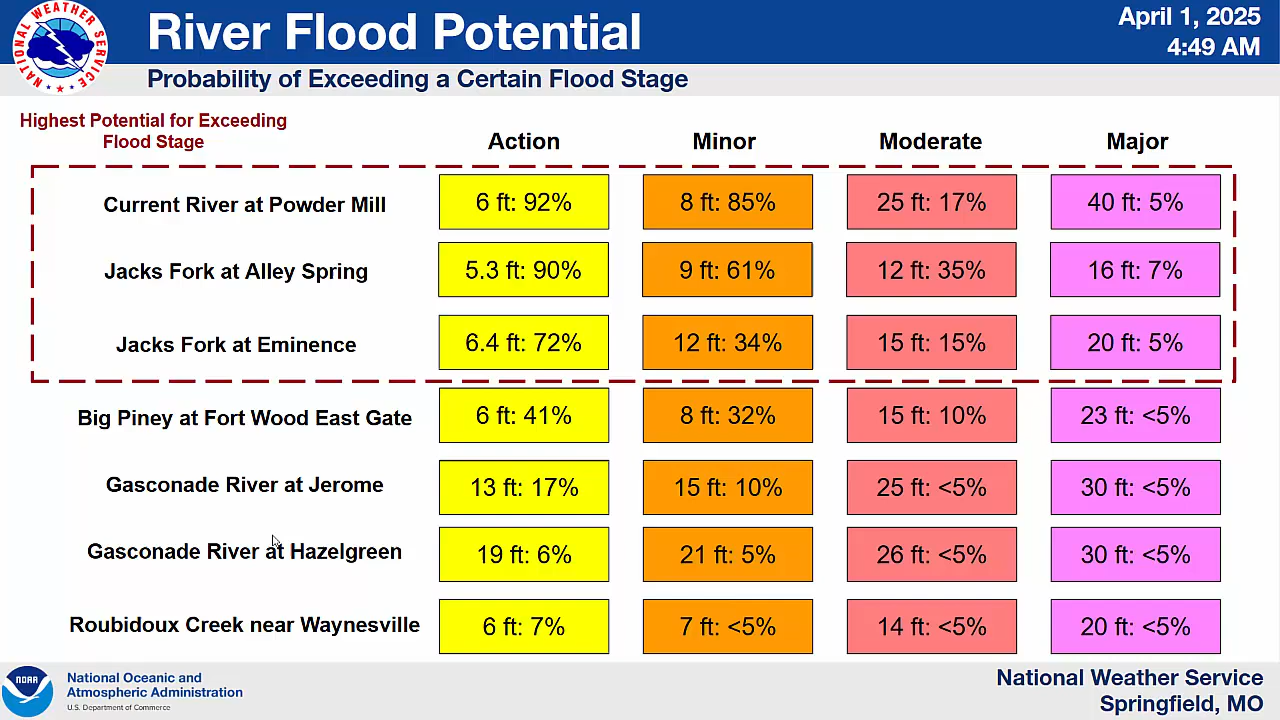 NATIONAL WEATHER SERVICE
River Flood Potential
April 1, 2025
4:49 AM
Probability of Exceeding a Certain Flood Stage
Highest Potential for Exceeding
Flood Stage
Action Minor Moderate Major
Current River at Powder Mill 6 ft: 92% 8 ft: 85% 25 ft: 17% 40 ft: 5%
Jacks Fork at Alley Spring 5.3 ft: 90% 9 ft: 61% 12 ft: 35% 16 ft: 7%
Jacks Fork at Eminence 6.4 ft: 72% 12 ft: 34% 15 ft: 15% 20 ft: 5%
Big Piney at Fort Wood East Gate 6 ft: 41% 8 ft: 32% 15 ft: 10% 23 ft: <5%
Gasconade River at Jerome 13 ft: 17% 15 ft: 10% 25 ft: <5% 30 ft: <5%
Gasconade River at Hazelgreen 19 ft: 6% 21 ft: 5% 26 ft: <5% 30 ft: <5%
Roubidoux Creek near Waynesville 6 ft: 7% 7 ft: <5% 14 ft: <5% 20 ft: <5%
NOAA
National Oceanic and
Atmospheric Administration
U.S. Department of Commerce
National Weather Service
Springfield, MO